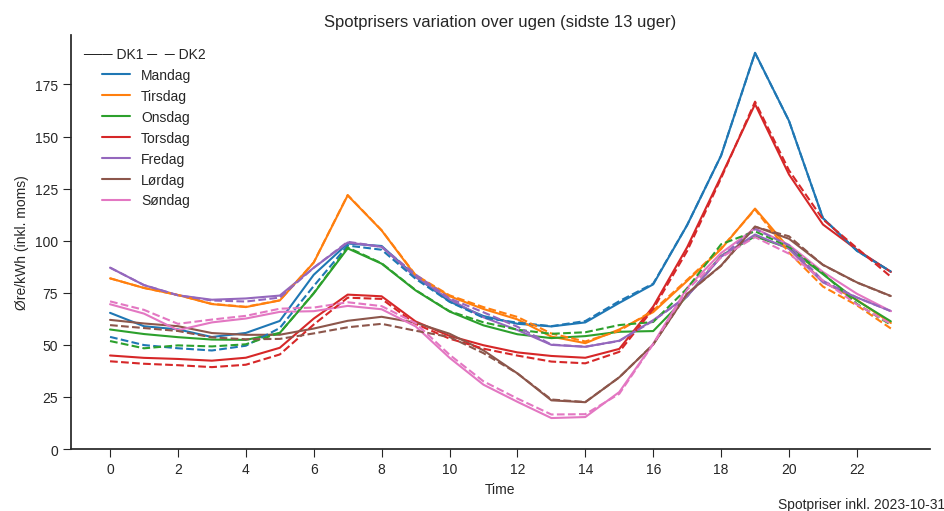 Spotprisers variation over ugen (sidste 13 uger)
DK1 DK2
Mandag
Tirsdag
Onsdag
Torsdag
Fredag
Lørdag
Søndag
Øre/kWh (inkl. moms)
175
150
125
100
75
50
25
0
0 2 4 6 8 10 12 14 16 18 20 22
Time
Spotpriser inkl. 2023-10-31